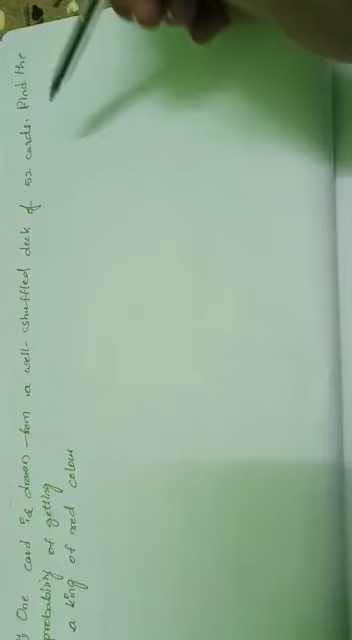 One card is drawn from a well-shuffled deck of 52 cards. Find the
probability of getting
a king of red colour